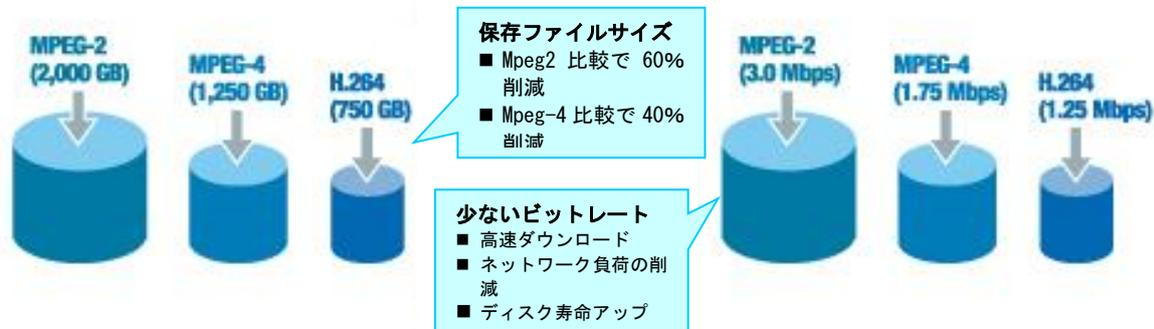 MPEG-2
(2,000 GB)
MPEG-4
(1,250 GB)
H.264
(750 GB)
保存ファイルサイズ
■ Mpeg2 比較で 60%
削減
■ Mpeg-4 比較で 40%
削減
少ないビットレート
■ 高速ダウンロード
■ ネットワーク負荷の削
減
■ ディスク寿命アップ
MPEG-2
(3.0 Mbps)
MPEG-4
(1.75 Mbps)
H.264
(1.25 Mbps)